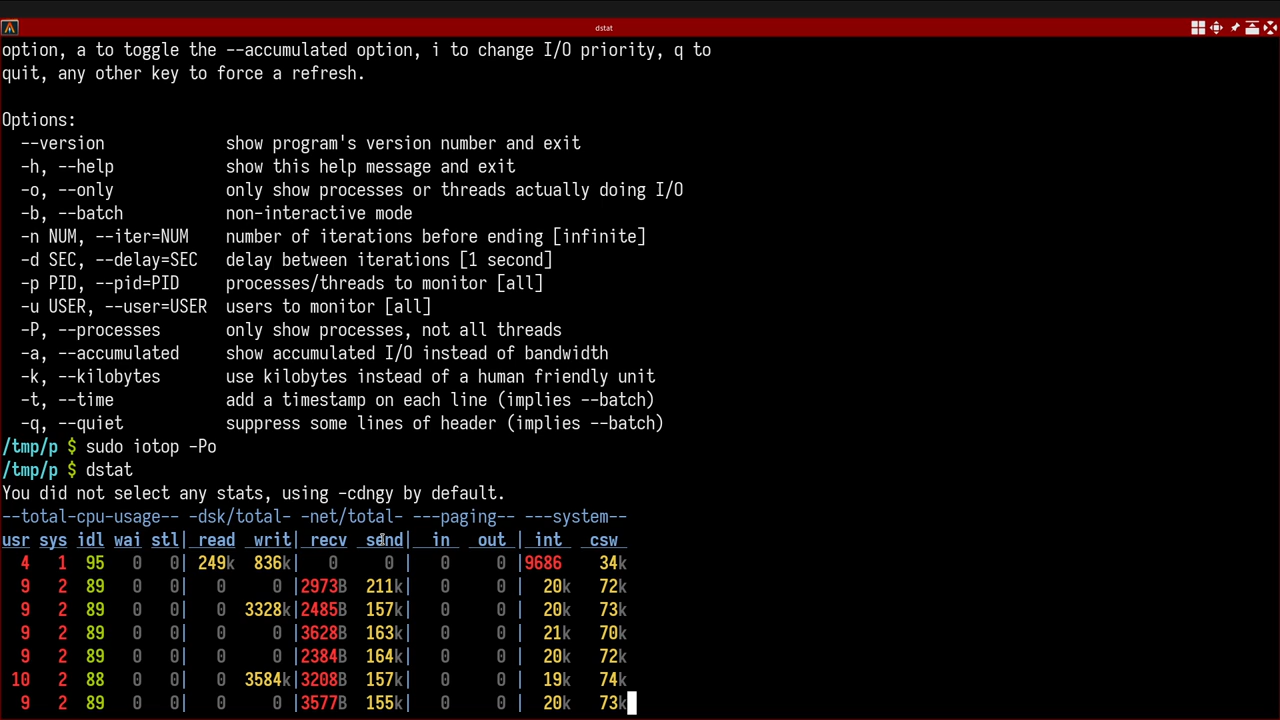 dstat
option, a to toggle the --accumulated option, i to change I/O priority, q to
quit, any other key to force a refresh.
Options:
--version show program's version number and exit
-h, --help show this help message and exit
-o, --only only show processes or threads actually doing I/O
-b, --batch non-interactive mode
-n NUM, --iter=NUM number of iterations before ending [infinite]
-d SEC, --delay=SEC delay between iterations [1 second]
-p PID, --pid=PID processes/threads to monitor [all]
-u USER, --user=USER users to monitor [all]
-P, --processes only show processes, not all threads
-a, --accumulated show accumulated I/O instead of bandwidth
-k, --kilobytes use kilobytes instead of a human friendly unit
-t, --time add a timestamp on each line (implies --batch)
-q, --quiet suppress some lines of header (implies --batch)
/tmp/p $ sudo iotop -Po
/tmp/p $ dstat
You did not select any stats, using -cdngy by default.
--total-cpu-usage-- -dsk/total- -net/total- ---paging-- ---system--
usr sys idl wai stl| read writ| recv send| in out | int csw
4 1 95 0 0| 249k 836k| 0 0 | 0 0 |9686 34k
9 2 89 0 0| 0 0 |2973B 211k| 0 0 | 20k 72k
9 2 89 0 0| 0 3328k|2485B 157k| 0 0 | 20k 73k
9 2 89 0 0| 0 0 |3628B 163k| 0 0 | 21k 70k
9 2 89 0 0| 0 0 |2384B 164k| 0 0 | 20k 72k
10 2 88 0 0| 0 3584k|3208B 157k| 0 0 | 19k 74k
9 2 89 0 0| 0 0 |3577B 155k| 0 0 | 20k 73k